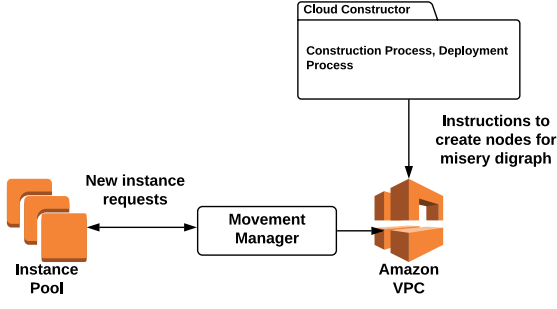 Cloud Constructor
Construction Process, Deployment
Process
Instructions to
create nodes for
misery digraph
New instance
requests
Movement
Manager
Instance
Pool
Amazon
VPC